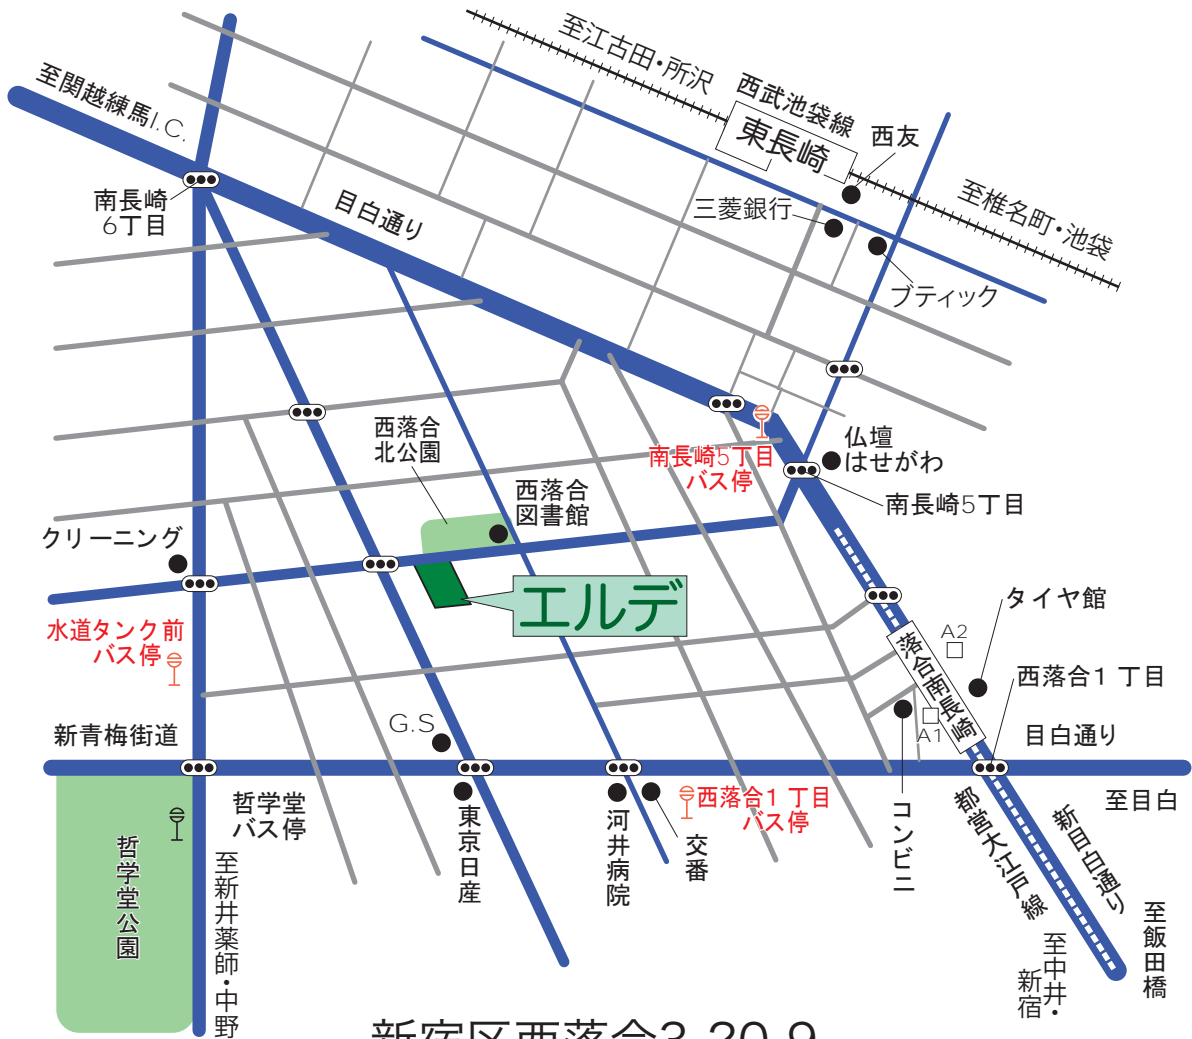 至江古田・所沢
西武池袋線
東長崎
西友
至関越練馬I.C.
至椎名町・池袋
三菱銀行
南長崎
6丁目
目白通り
ブティック
西落合
北公園
南長崎5丁目
バス停
仏壇
はせがわ
南長崎5丁目
西落合
図書館
クリーニング
エルデ
タイヤ館
水道タンク前
バス停
A2
落合南長崎
西落合1 丁目
G.S
A1
新青梅街道
目白通り
哲学堂
バス停
西落合1 丁目
バス停
至目白
東京日産
河井病院
交番
コンビニ
都営大江戸線
新目白通り
哲学堂公園
至新井薬師・中野
至飯田橋
至中井・
新宿
新宿区西落合3-20-9